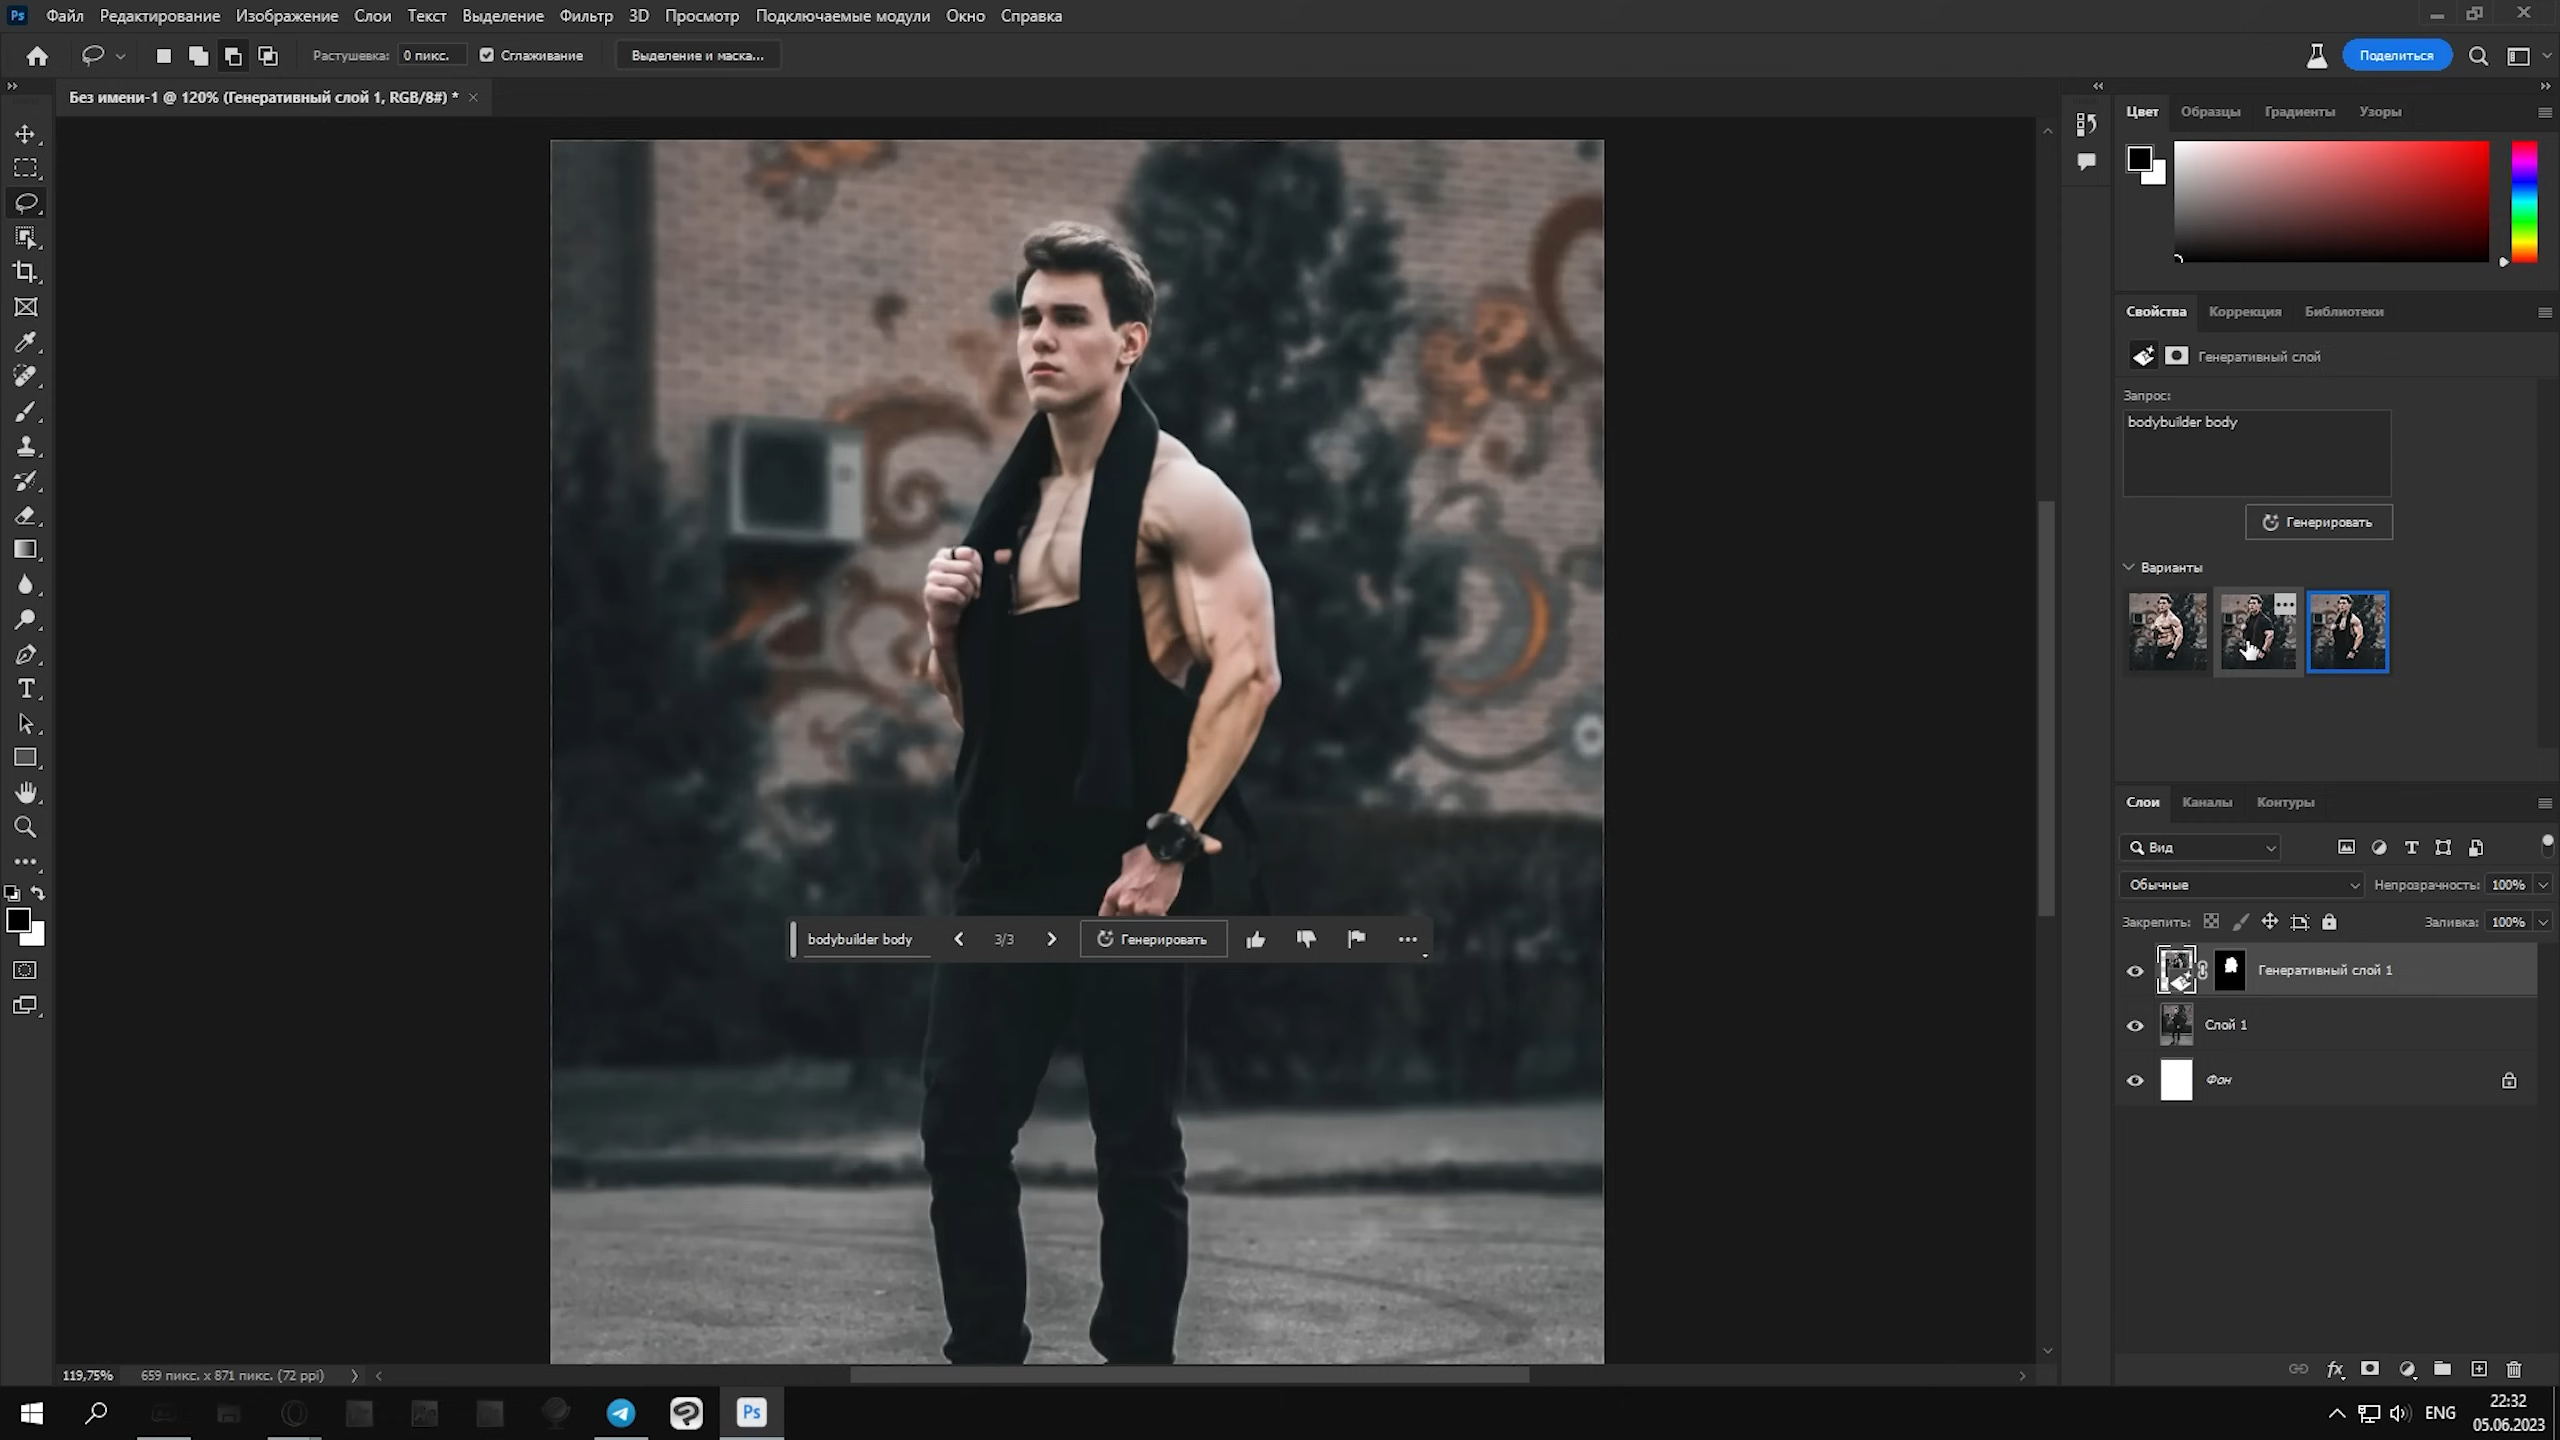 Ps Файл Редактирование Изображение Слои Текст Выделение Фильтр 3D Просмотр Подключаемые модули Окно Справка
Растушевка: 0 пикс. Сглаживание Выделение и маска... Поделиться
Без имени-1 @ 120% (Генеративный слой 1, RGB/8#) * ×
Цвет Образцы Градиенты Узоры
Свойства Коррекция Библиотеки
Генеративный слой
Запрос:
bodybuilder body
Генерировать
Варианты
bodybuilder body 3/3 Генерировать
Слои Каналы Контуры
Вид
Обычные Непрозрачность: 100%
Закрепить: Заливка: 100%
Генеративный слой 1
Слой 1
Фон
119,75% 659 пикс. x 871 пикс. (72 ppi)
Ps ENG 22:32
05.06.2023